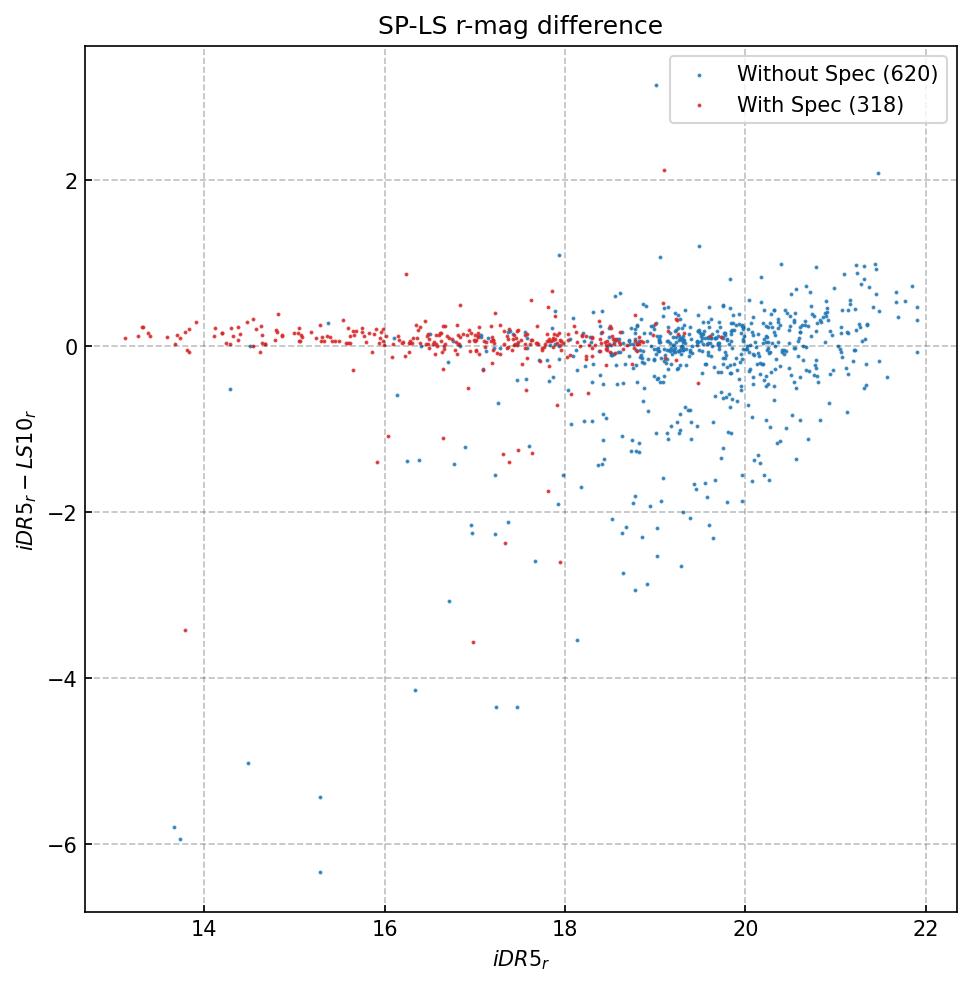 SP-LS r-mag difference
Without Spec (620)
With Spec (318)
2
0
−2
−4
−6
iDR5r − LS10r
14 16 18 20 22
iDR5r